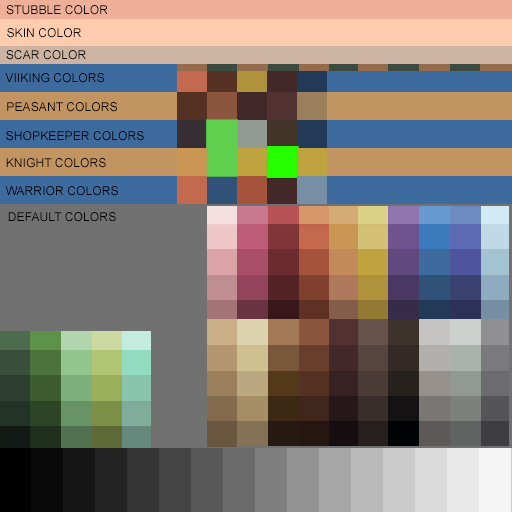 STUBBLE COLOR
SKIN COLOR
SCAR COLOR
VIIKING COLORS
PEASANT COLORS
SHOPKEEPER COLORS
KNIGHT COLORS
WARRIOR COLORS
DEFAULT COLORS